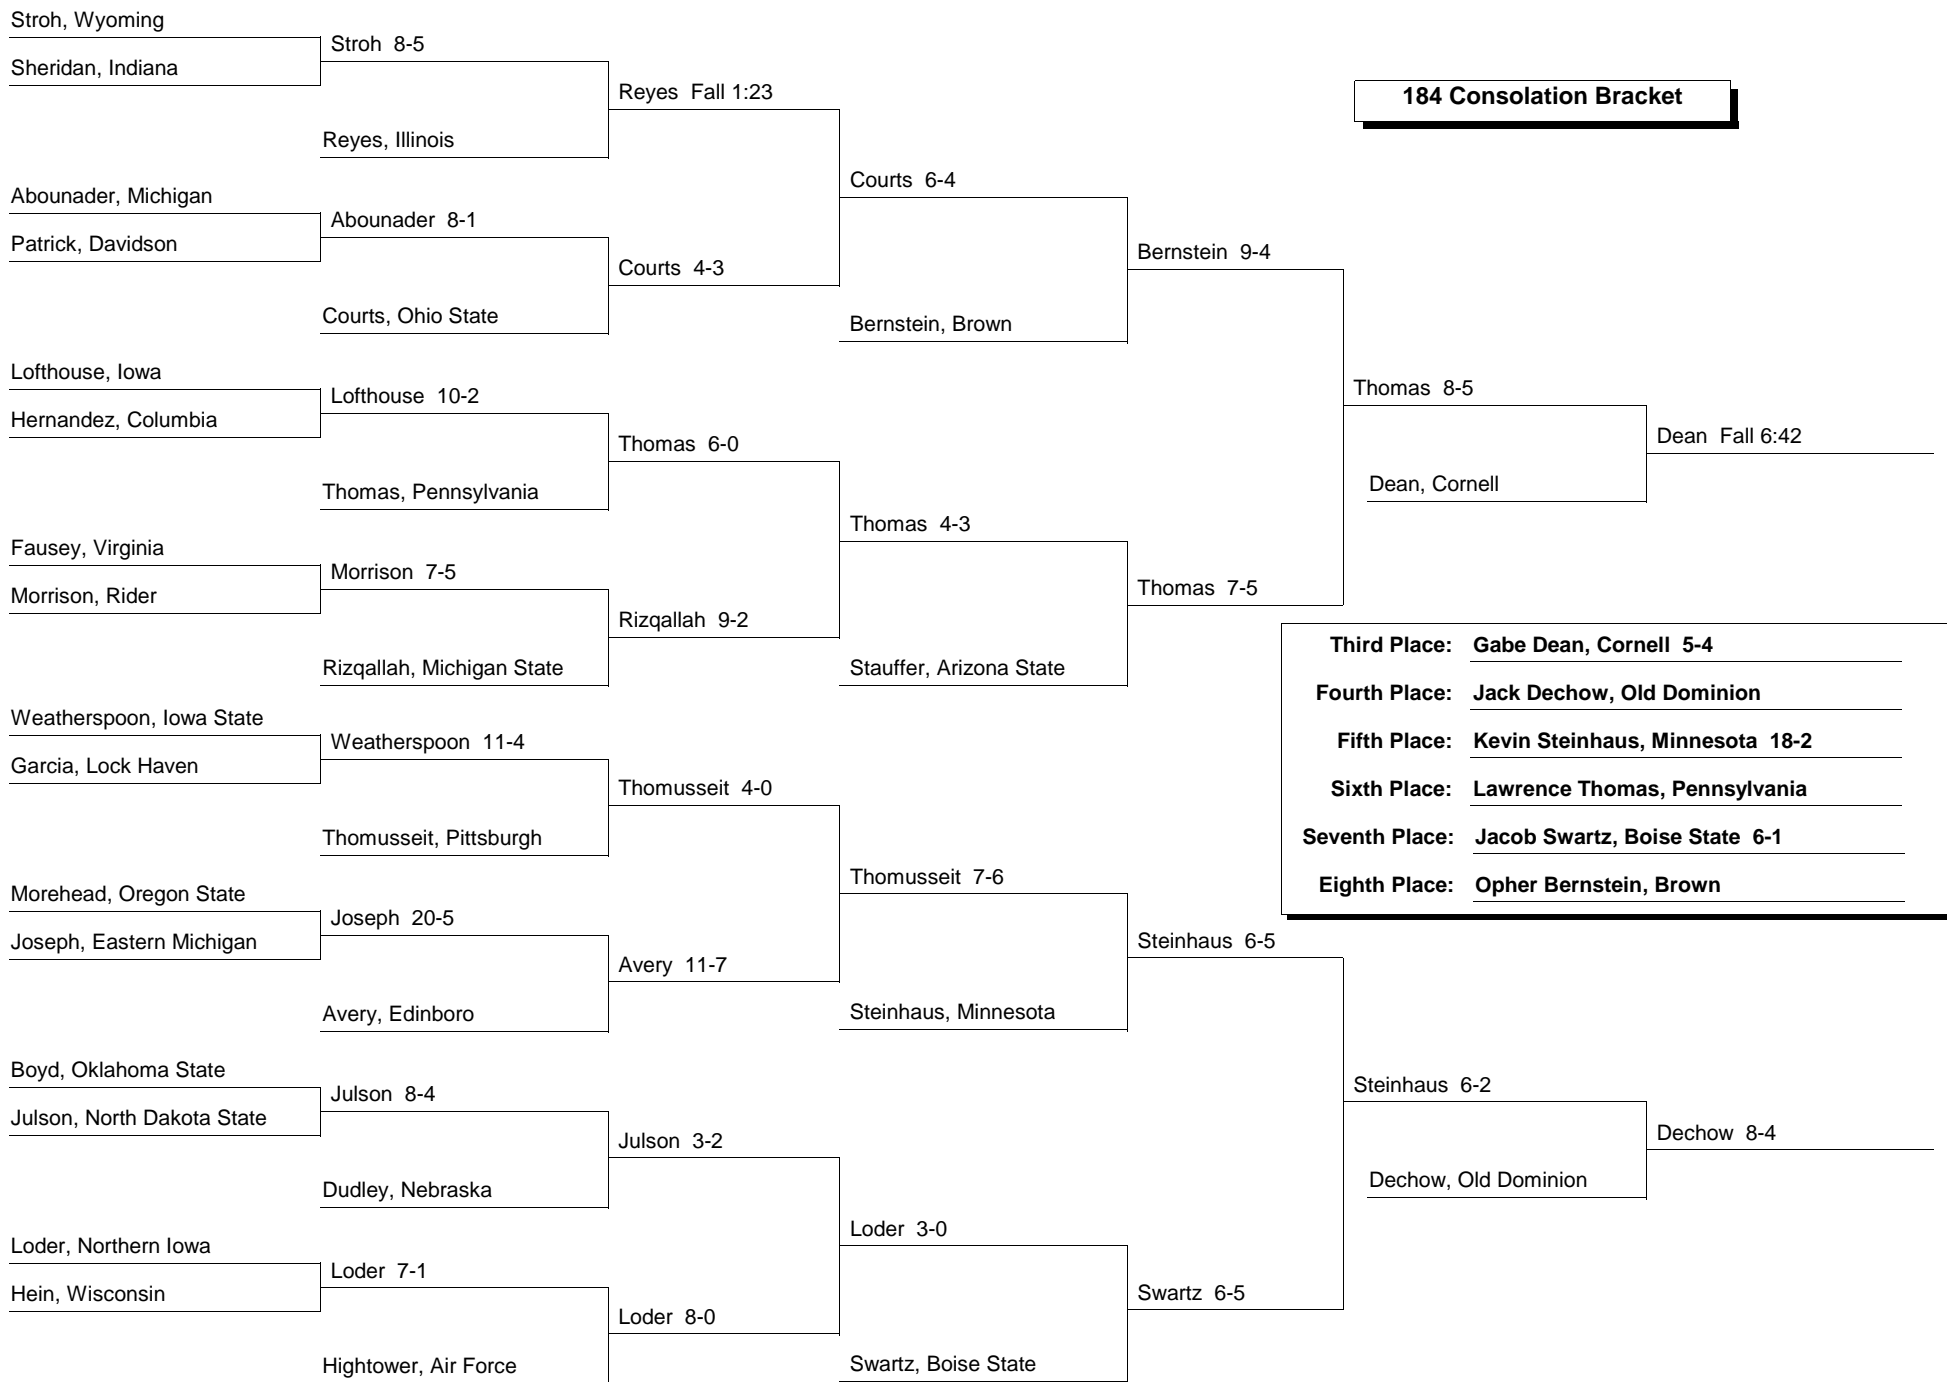 184 Consolation Bracket
Stroh, Wyoming
Sheridan, Indiana
Abounader, Michigan
Patrick, Davidson
Lofthouse, Iowa
Hernandez, Columbia
Fausey, Virginia
Morrison, Rider
Weatherspoon, Iowa State
Garcia, Lock Haven
Morehead, Oregon State
Joseph, Eastern Michigan
Boyd, Oklahoma State
Julson, North Dakota State
Loder, Northern Iowa
Hein, Wisconsin
Stroh 8-5
Reyes, Illinois
Abounader 8-1
Courts, Ohio State
Lofthouse 10-2
Thomas, Pennsylvania
Morrison 7-5
Rizqallah, Michigan State
Weatherspoon 11-4
Thomusseit, Pittsburgh
Joseph 20-5
Avery, Edinboro
Julson 8-4
Dudley, Nebraska
Loder 7-1
Hightower, Air Force
Reyes Fall 1:23
Courts 4-3
Thomas 6-0
Rizqallah 9-2
Thomusseit 4-0
Avery 11-7
Julson 3-2
Loder 8-0
Courts 6-4
Bernstein, Brown
Thomas 4-3
Stauffer, Arizona State
Thomusseit 7-6
Steinhaus, Minnesota
Loder 3-0
Swartz, Boise State
Bernstein 9-4
Thomas 7-5
Steinhaus 6-5
Swartz 6-5
Thomas 8-5
Dean, Cornell
Steinhaus 6-2
Dechow, Old Dominion
Dean Fall 6:42
Dechow 8-4
Third Place: Gabe Dean, Cornell 5-4
Fourth Place: Jack Dechow, Old Dominion
Fifth Place: Kevin Steinhaus, Minnesota 18-2
Sixth Place: Lawrence Thomas, Pennsylvania
Seventh Place: Jacob Swartz, Boise State 6-1
Eighth Place: Opher Bernstein, Brown